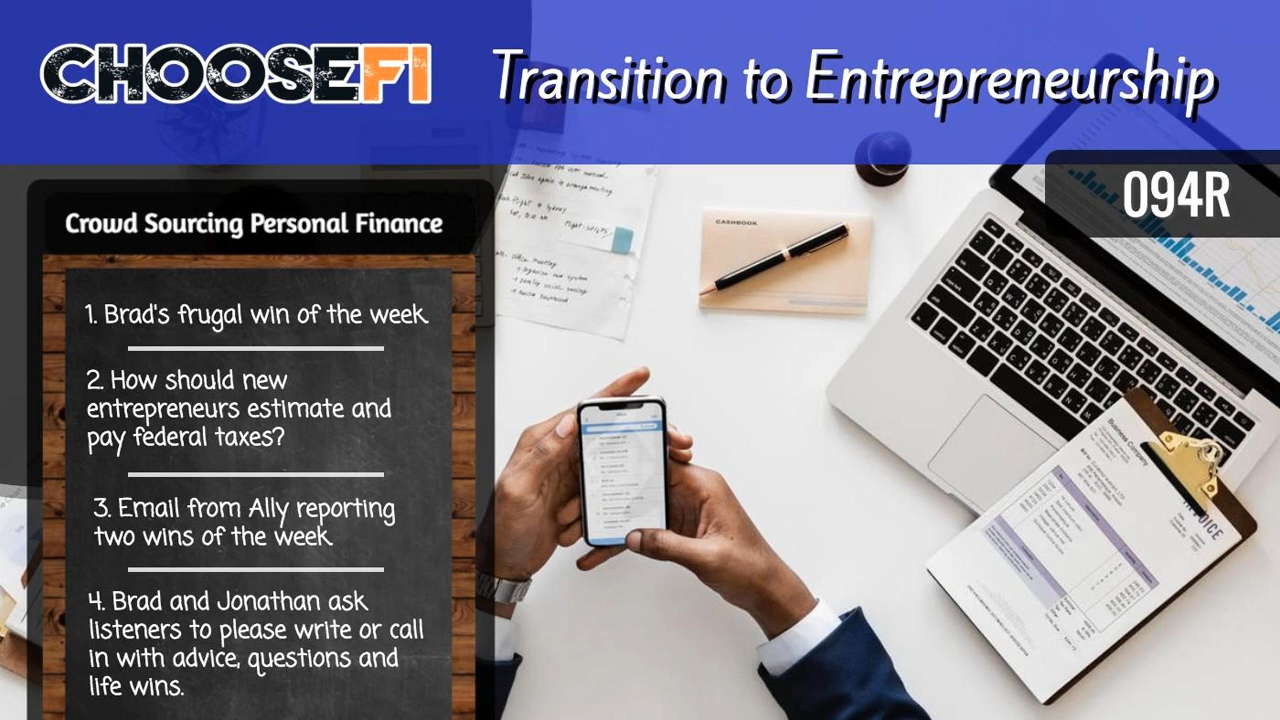 CHOOSEFI
Transition to Entrepreneurship
094R
Crowd Sourcing Personal Finance
1. Brad's frugal win of the week
2. How should new
entrepreneurs estimate and
pay federal taxes?
3. Email from Ally reporting
two wins of the week.
4. Brad and Jonathan ask
listeners to please write or call
in with advice, questions and
life wins.
CASHBOOK
Business Company